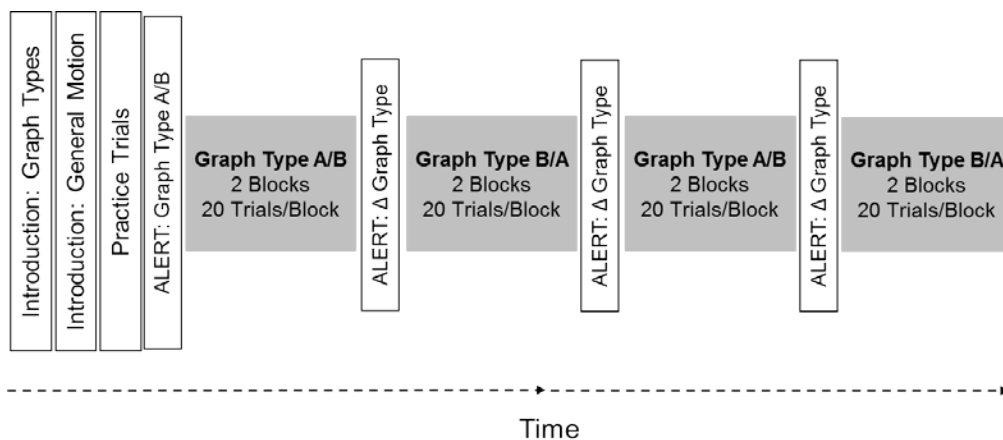 Introduction: Graph Types
Introduction: General Motion
Practice Trials
ALERT: Graph Type A/B
Graph Type A/B
2 Blocks
20 Trials/Block
ALERT: Δ Graph Type
Graph Type B/A
2 Blocks
20 Trials/Block
ALERT: Δ Graph Type
Graph Type A/B
2 Blocks
20 Trials/Block
ALERT: Δ Graph Type
Graph Type B/A
2 Blocks
20 Trials/Block
Time